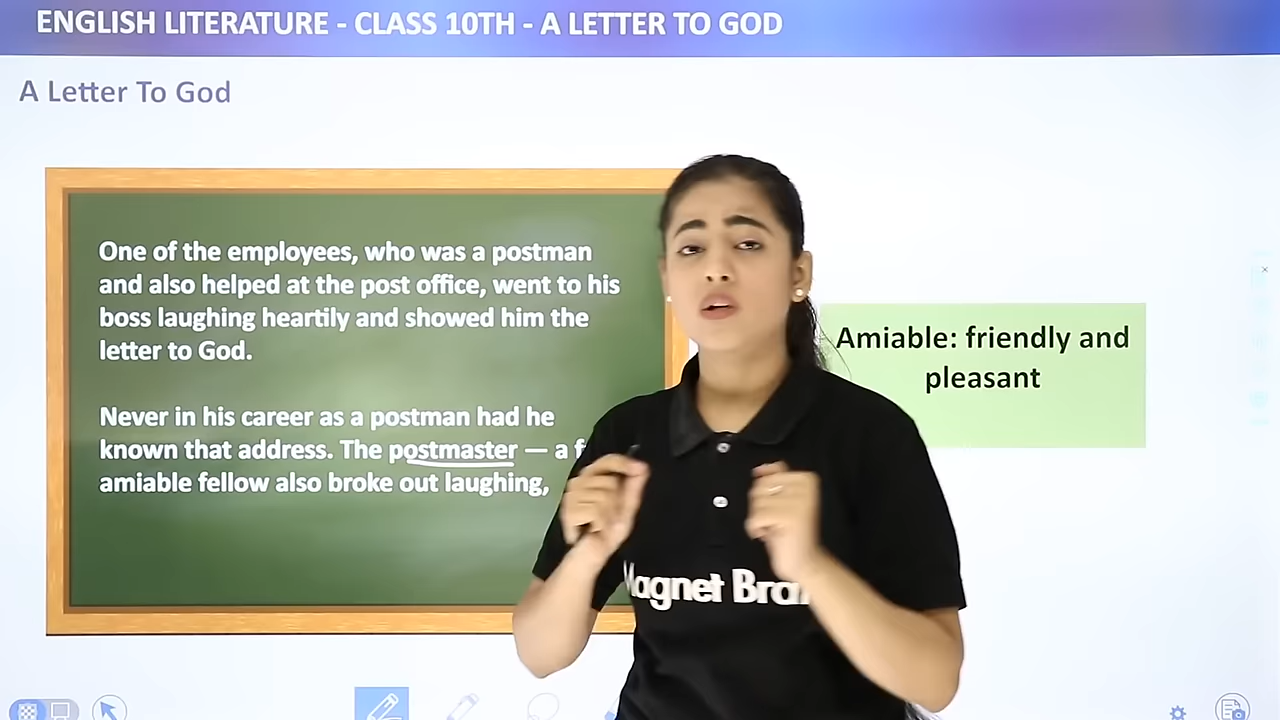 ENGLISH LITERATURE - CLASS 10TH - A LETTER TO GOD
A Letter To God
One of the employees, who was a postman
and also helped at the post office, went to his
boss laughing heartily and showed him the
letter to God.
Never in his career as a postman had he
known that address. The postmaster — a f
amiable fellow also broke out laughing,
Amiable: friendly and
pleasant
Magnet Bra